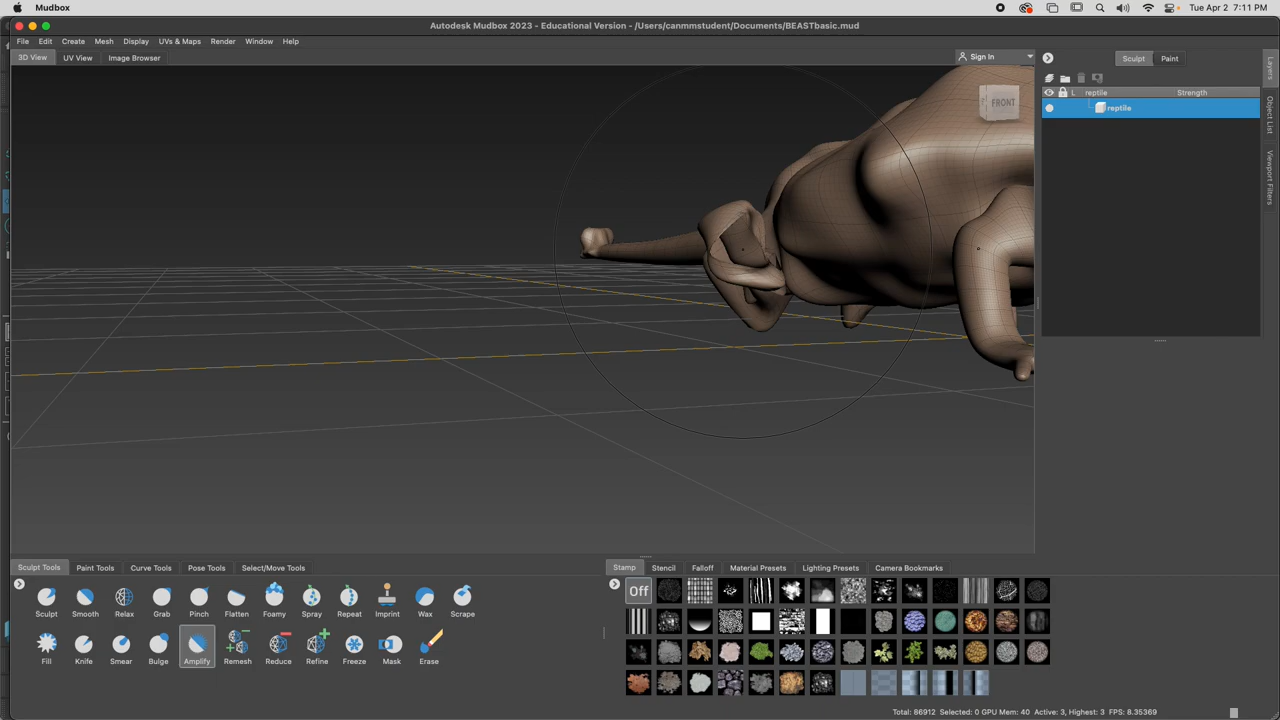 Mudbox
Tue Apr 2 7:11 PM
Autodesk Mudbox 2023 - Educational Version - /Users/canmmstudent/Documents/BEASTbasic.mud
File Edit Create Mesh Display UVs & Maps Render Window Help
3D View UV View Image Browser
Sign In
Sculpt Paint
Layers
Object List
Viewport Filters
L reptile Strength
reptile
FRONT
Sculpt Tools Paint Tools Curve Tools Pose Tools Select/Move Tools
Sculpt Smooth Relax Grab Pinch Flatten Foamy Spray Repeat Imprint Wax Scrape
Fill Knife Smear Bulge Amplify Remesh Reduce Refine Freeze Mask Erase
Stamp Stencil Falloff Material Presets Lighting Presets Camera Bookmarks
Off
Total: 86912 Selected: 0 GPU Mem: 40 Active: 3, Highest: 3 FPS: 8.35369